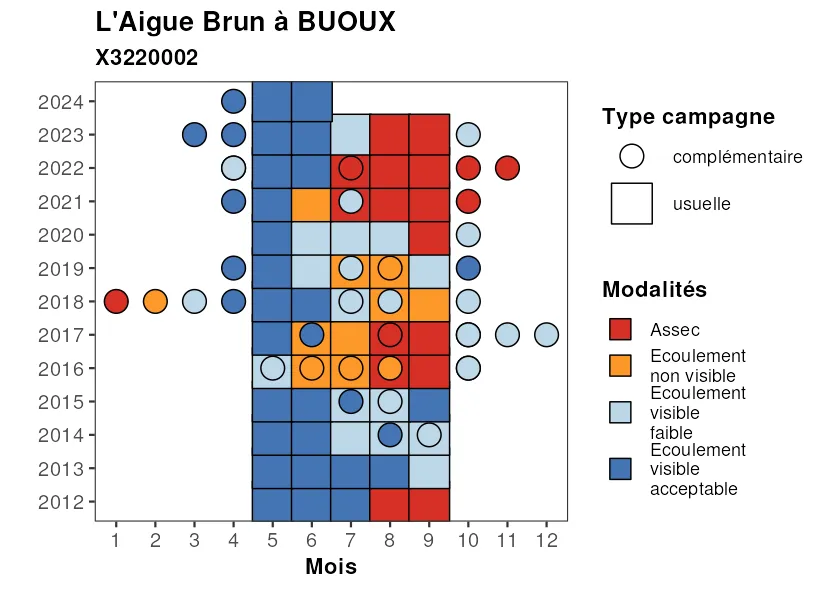 L'Aigue Brun à BUOUX
X3220002
2024
2023
2022
2021
2020
2019
2018
2017
2016
2015
2014
2013
2012
1 2 3 4 5 6 7 8 9 10 11 12
Mois
Type campagne
complémentaire
usuelle
Modalités
Assec
Ecoulement
non visible
Ecoulement
visible
faible
Ecoulement
visible
acceptable